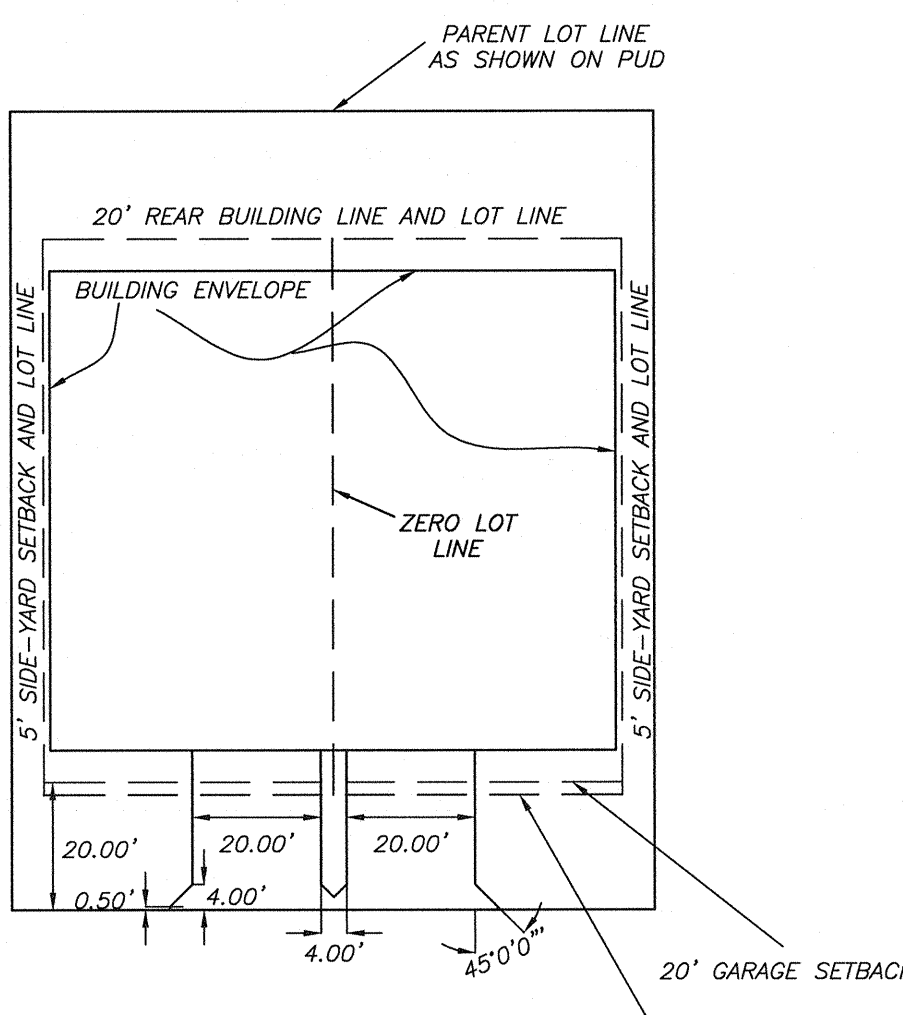 PARENT LOT LINE
AS SHOWN ON PUD
20' REAR BUILDING LINE AND LOT LINE
BUILDING ENVELOPE
5' SIDE-YARD SETBACK AND LOT LINE
5' SIDE-YARD SETBACK AND LOT LINE
ZERO LOT
LINE
20.00'
20.00'
20.00'
0.50'
4.00'
4.00'
45°0'0"'
20' GARAGE SETBACK